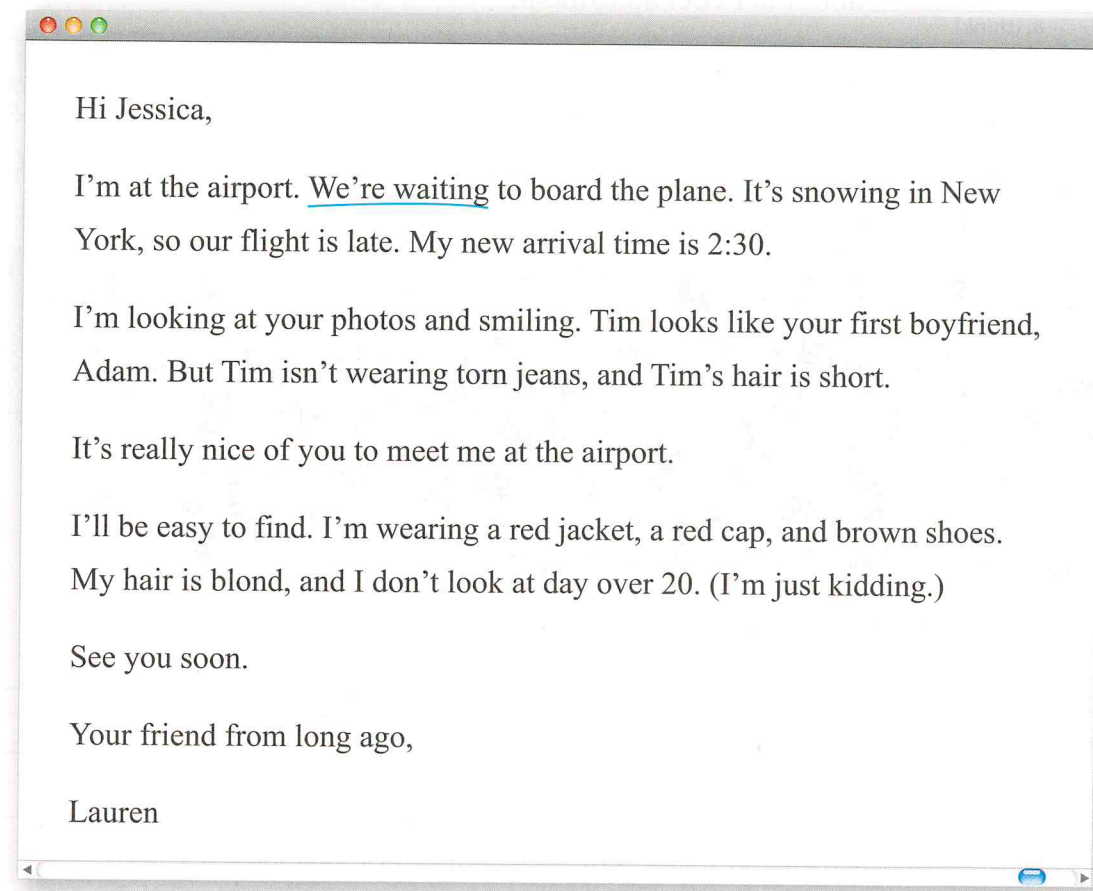 Hi Jessica,
I'm at the airport. We're waiting to board the plane. It's snowing in New
York, so our flight is late. My new arrival time is 2:30.
I'm looking at your photos and smiling. Tim looks like your first boyfriend,
Adam. But Tim isn't wearing torn jeans, and Tim's hair is short.
It's really nice of you to meet me at the airport.
I'll be easy to find. I'm wearing a red jacket, a red cap, and brown shoes.
My hair is blond, and I don't look at day over 20. (I'm just kidding.)
See you soon.
Your friend from long ago,
Lauren